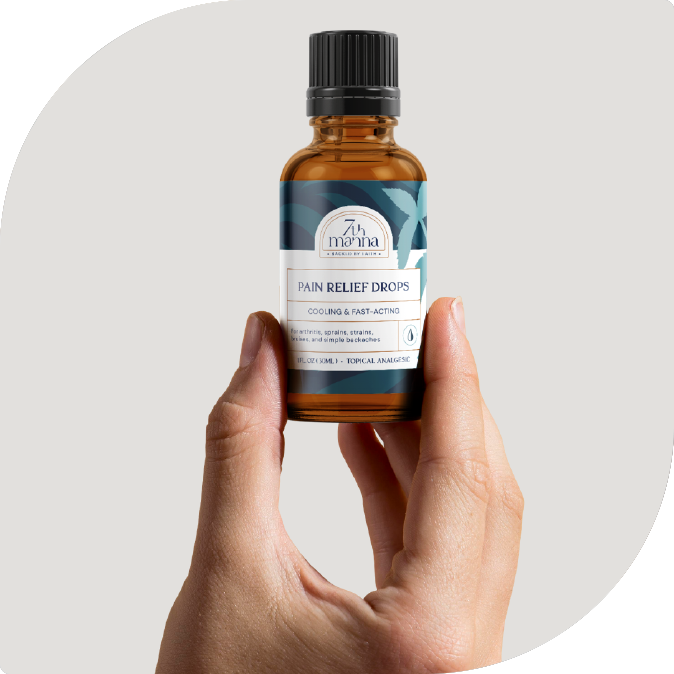 7th
manna
• BACKED BY FAITH •
PAIN RELIEF DROPS
COOLING & FAST-ACTING
For arthritis, sprains, strains,
and simple backaches
1 FL OZ (30ML) - TOPICAL ANALGESIC